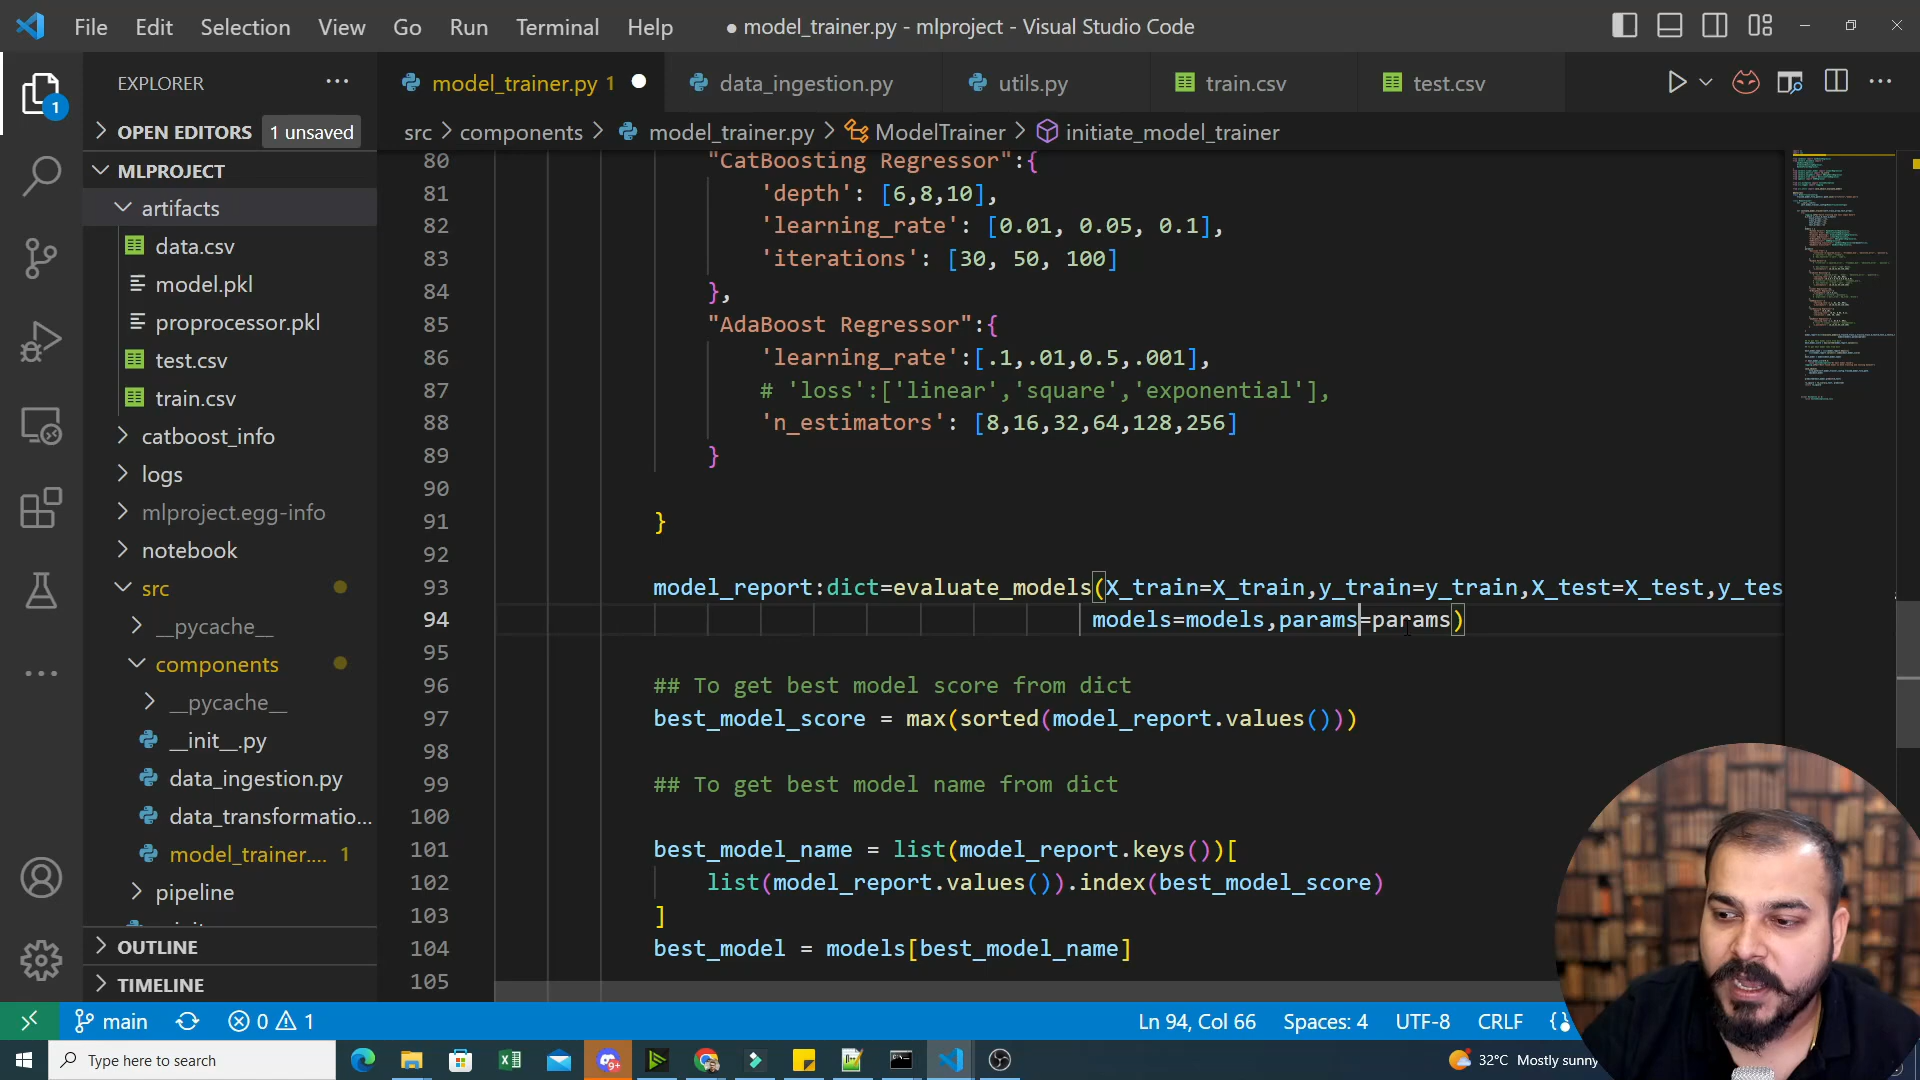 File Edit Selection View Go Run Terminal Help
● model_trainer.py - mlproject - Visual Studio Code
EXPLORER
model_trainer.py 1
data_ingestion.py
utils.py
train.csv
test.csv
1
OPEN EDITORS 1 unsaved
src > components > model_trainer.py > ModelTrainer > initiate_model_trainer
MLPROJECT
artifacts
data.csv
model.pkl
proprocessor.pkl
test.csv
train.csv
catboost_info
logs
mlproject.egg-info
notebook
src
__pycache__
components
__pycache__
__init__.py
data_ingestion.py
data_transformatio...
model_trainer.... 1
pipeline
OUTLINE
TIMELINE
80 "CatBoosting Regressor":{
81 'depth': [6,8,10],
82 'learning_rate': [0.01, 0.05, 0.1],
83 'iterations': [30, 50, 100]
84 },
85 "AdaBoost Regressor":{
86 'learning_rate':[.1,.01,0.5,.001],
87 # 'loss':['linear','square','exponential'],
88 'n_estimators': [8,16,32,64,128,256]
89 }
90
91 }
92
93 model_report:dict=evaluate_models(X_train=X_train,y_train=y_train,X_test=X_test,y_tes
94 models=models,params=params)
95
96 ## To get best model score from dict
97 best_model_score = max(sorted(model_report.values()))
98
99 ## To get best model name from dict
100
101 best_model_name = list(model_report.keys())[
102 list(model_report.values()).index(best_model_score)
103 ]
104 best_model = models[best_model_name]
105
main 0 1
Ln 94, Col 66 Spaces: 4 UTF-8 CRLF {}
Type here to search
32°C Mostly sunny